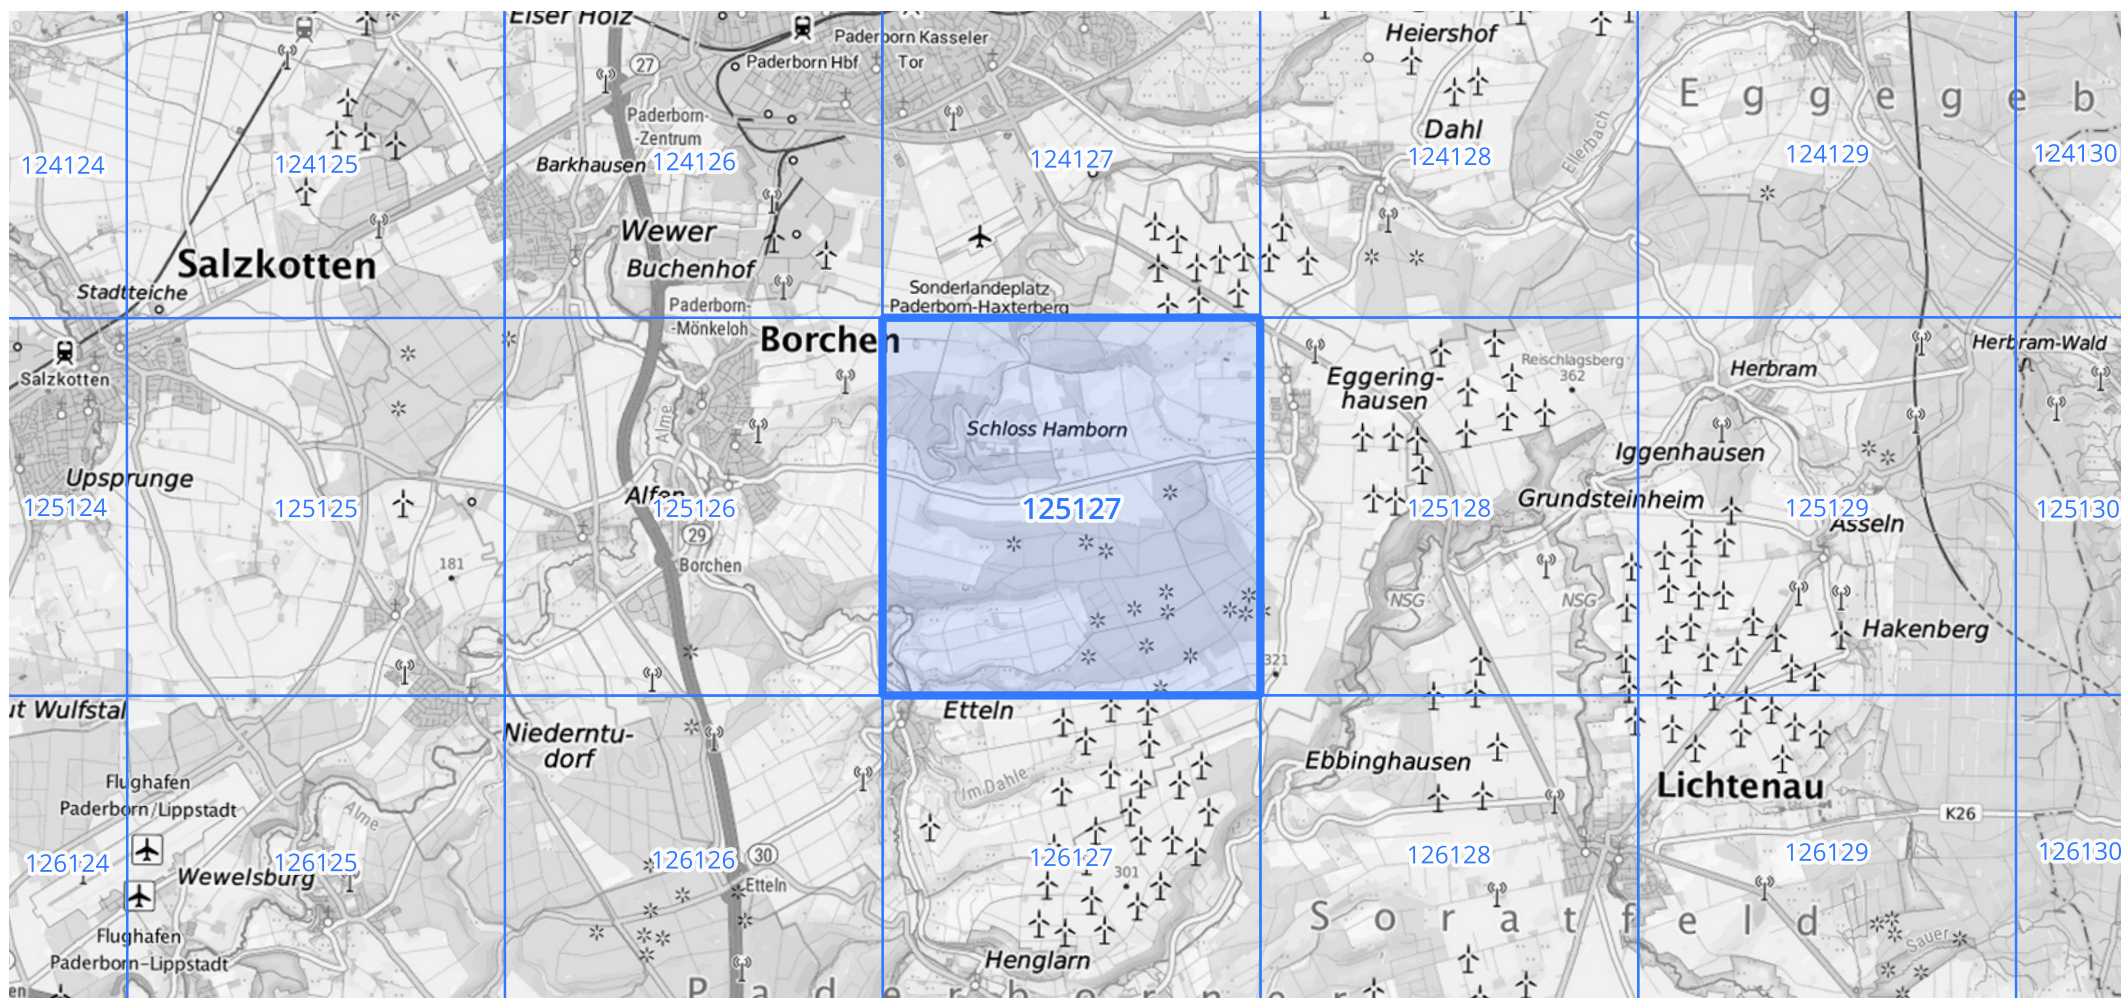 Elser Holz
27
Paderborn Kasseler
Tor
Paderborn Hbf
Heiershof
E g g e g e b
Paderborn-
-Zentrum
Dahl
Ellerbach
Barkhausen
124124
124125
124126
124127
124128
124129
124130
Wewer
Salzkotten
Buchenhof
Stadtteiche
Sonderlandeplatz
Paderborn-Haxterberg
Paderborn-
-Mönkeloh
Borchen
Salzkotten
Reischlagsberg
362
Herbram
Herbram-Wald
Eggering-
hausen
Alme
Schloss Hamborn
Iggenhausen
Upsprunge
Alfen
Grundsteinheim
Asseln
125124
125125
125126
125127
125128
125129
125130
29
Borchen
181
NSG
NSG
Hakenberg
321
ut Wulfstal
Etteln
Niederntu-
dorf
Ebbinghausen
Lichtenau
Flughafen
Paderborn/Lippstadt
Alme
Im Dahle
K26
126124
126125
126126
126127
126128
126129
126130
30
Etteln
301
Wewelsburg
Flughafen
Paderborn-Lippstadt
S o r a t f e l d
Sauer
Henglarn
en
P a d e r b o r n e r